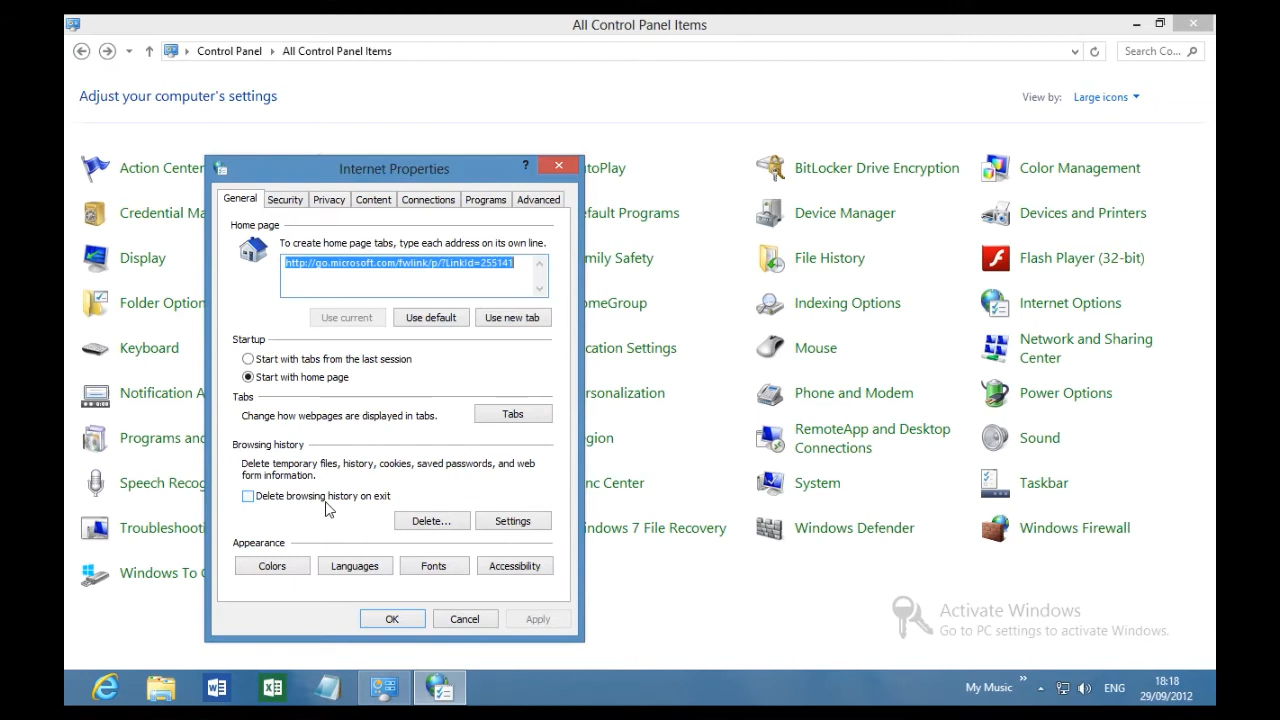 All Control Panel Items
Control Panel All Control Panel Items
Search Co...
Adjust your computer's settings
View by: Large icons
Action Center
AutoPlay
BitLocker Drive Encryption
Color Management
Credential Ma
Default Programs
Device Manager
Devices and Printers
Display
mily Safety
File History
Flash Player (32-bit)
Folder Option
omeGroup
Indexing Options
Internet Options
Keyboard
cation Settings
Mouse
Network and Sharing
Center
Notification A
ersonalization
Phone and Modem
Power Options
Programs and
egion
RemoteApp and Desktop
Connections
Sound
Speech Recog
nc Center
System
Taskbar
Troubleshooti
indows 7 File Recovery
Windows Defender
Windows Firewall
Windows To G
Internet Properties
?
General Security Privacy Content Connections Programs Advanced
Home page
To create home page tabs, type each address on its own line.
http://go.microsoft.com/fwlink/p/?LinkId=255141
Use current Use default Use new tab
Startup
Start with tabs from the last session
Start with home page
Tabs
Change how webpages are displayed in tabs. Tabs
Browsing history
Delete temporary files, history, cookies, saved passwords, and web
form information.
Delete browsing history on exit
Delete... Settings
Appearance
Colors Languages Fonts Accessibility
OK Cancel Apply
Activate Windows
Go to PC settings to activate Windows.
My Music ENG 18:18
29/09/2012